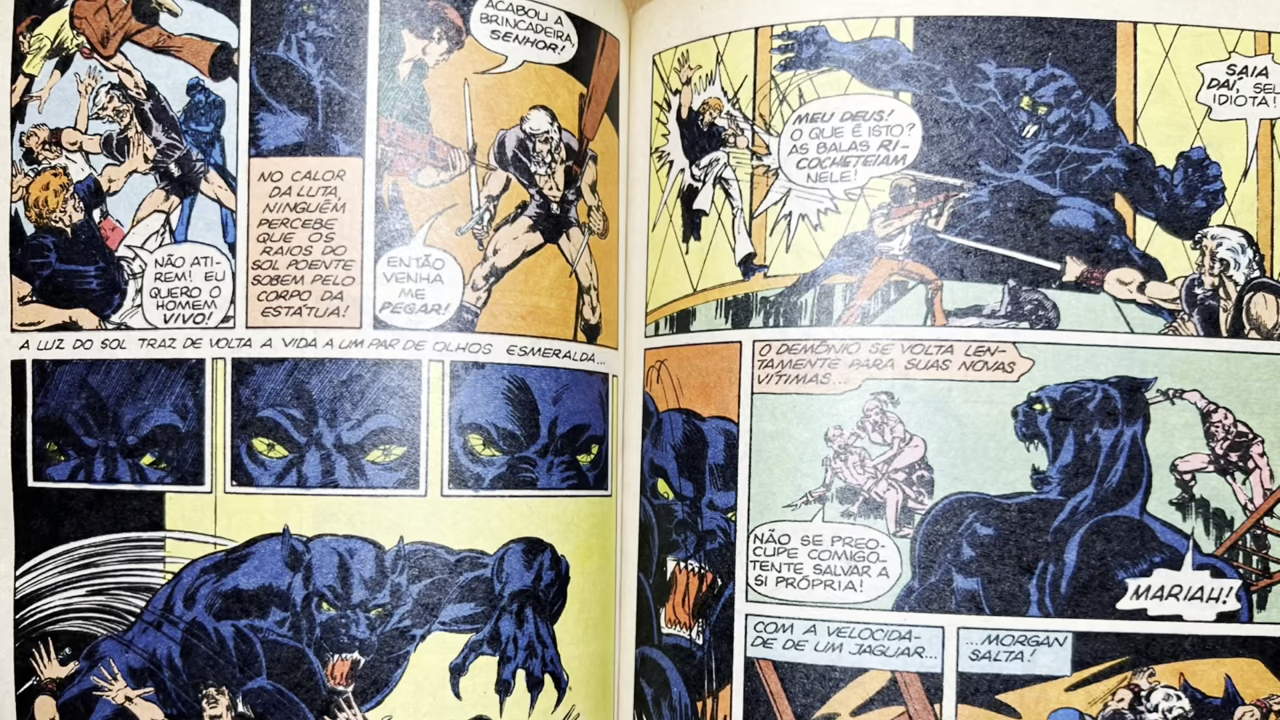 ACABOU A
BRINCADEIRA,
SENHOR!
NÃO ATI-
REM! EU
QUERO O
HOMEM
VIVO!
NO CALOR
DA LUTA,
NINGUÉM
PERCEBE
QUE OS
RAIOS DO
SOL POENTE
SOBEM PELO
CORPO DA
ESTÁTUA!
ENTÃO
VENHA
ME
PEGAR!
A LUZ DO SOL TRAZ DE VOLTA A VIDA A UM PAR DE OLHOS ESMERALDA...
MEU DEUS!
O QUE É ISTO?
AS BALAS RI-
COCHETEIAM
NELE!
SAIA
DAÍ, SEU
IDIOTA!
O DEMÔNIO SE VOLTA LEN-
TAMENTE PARA SUAS NOVAS
VÍTIMAS...
NÃO SE PREO-
CUPE COMIGO...
TENTE SALVAR A
SI PRÓPRIA!
MARIAH!
COM A VELOCIDA-
DE DE UM JAGUAR...
...MORGAN
SALTA!